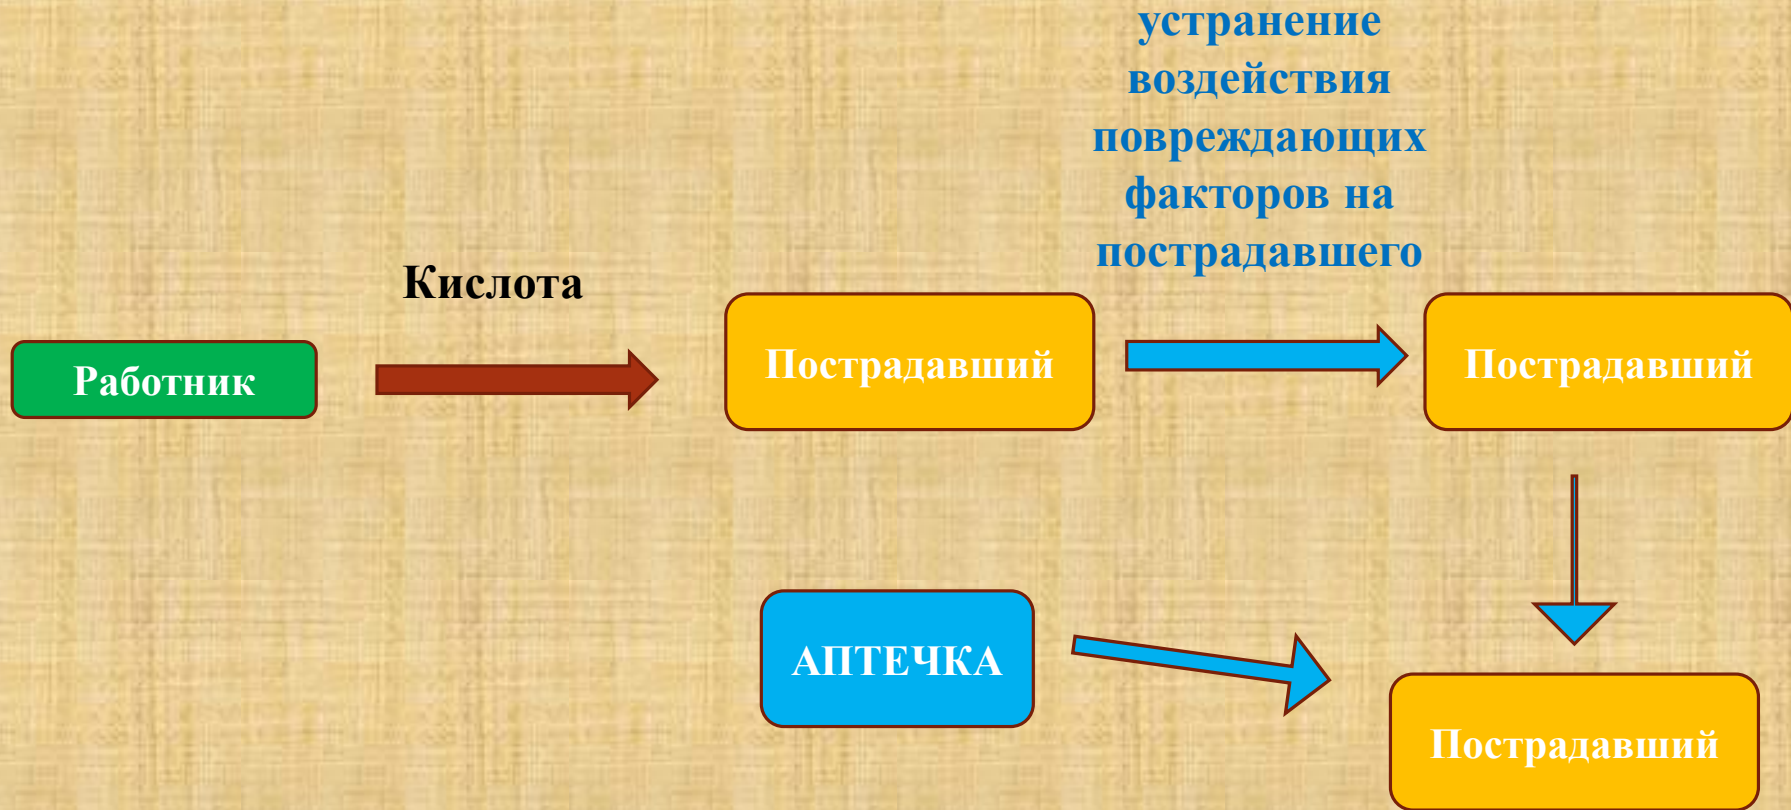 устранение
воздействия
повреждающих
факторов на
пострадавшего
Кислота
Работник
Пострадавший
Пострадавший
АПТЕЧКА
Пострадавший